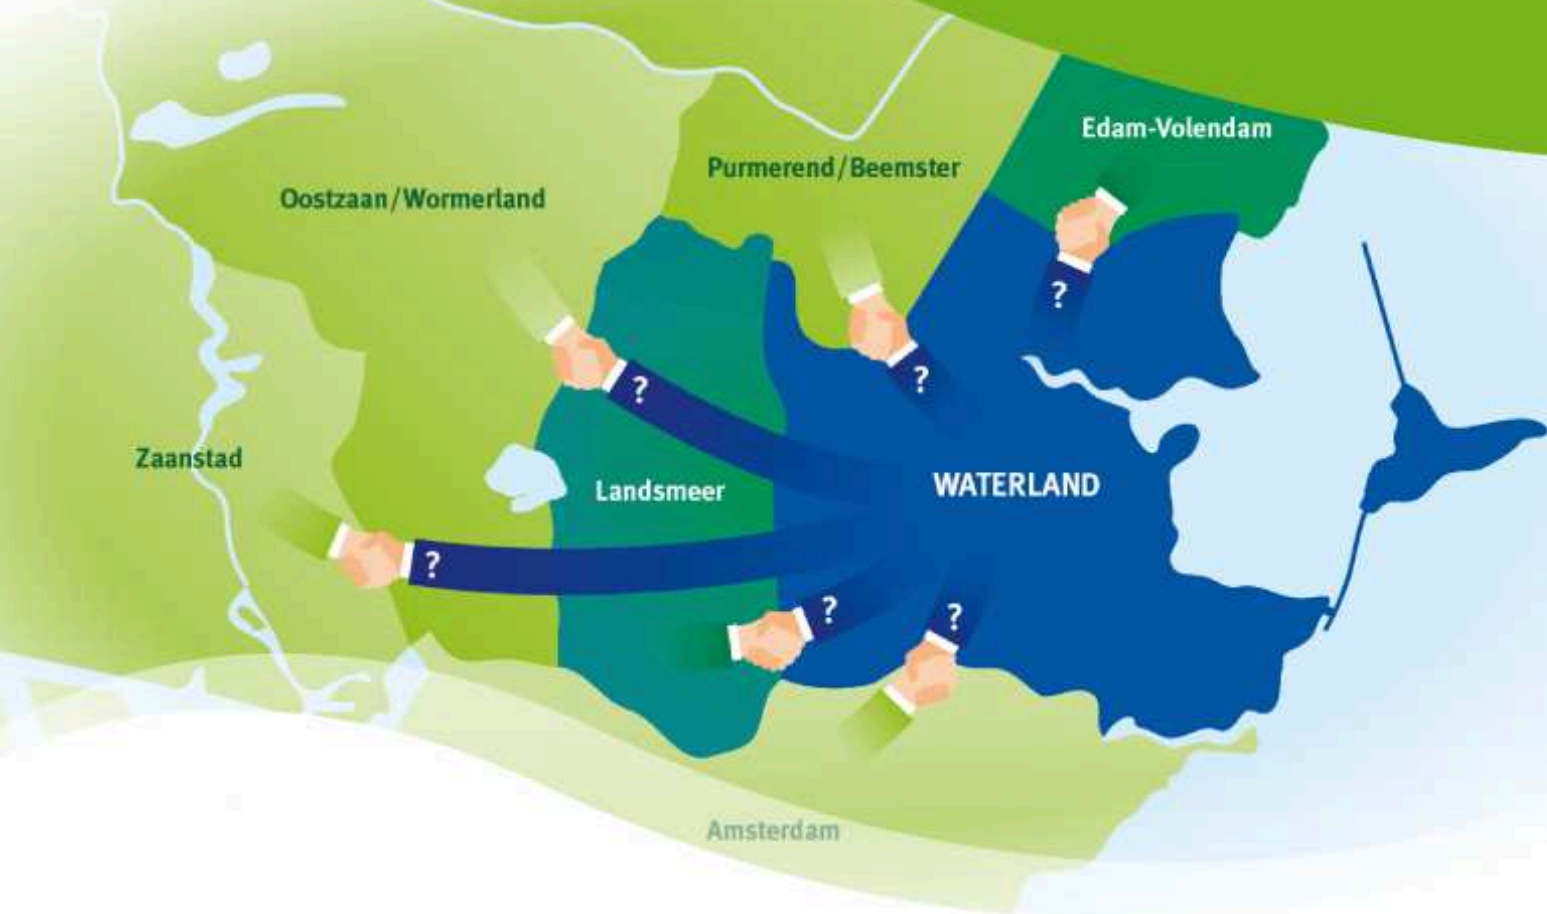 Edam-Volendam
Purmerend/Beemster
Oostzaan/Wormerland
?
?
?
Zaanstad
Landsmeer
WATERLAND
?
?
?
Amsterdam